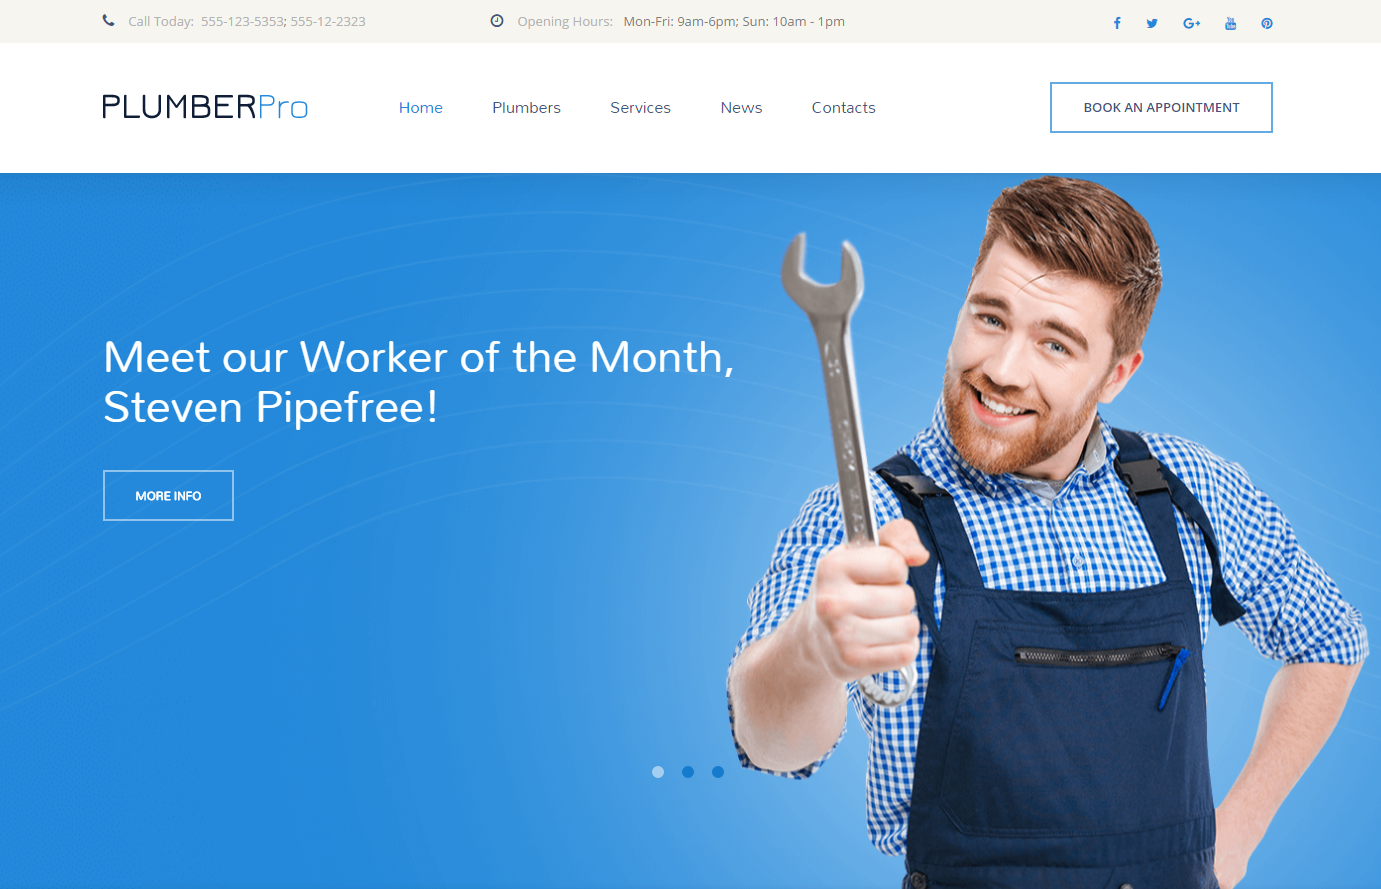 Call Today: 555-123-5353; 555-12-2323
Opening Hours: Mon-Fri: 9am-6pm; Sun: 10am - 1pm
PLUMBERPro
Home
Plumbers
Services
News
Contacts
BOOK AN APPOINTMENT
Meet our Worker of the Month,
Steven Pipefree!
MORE INFO